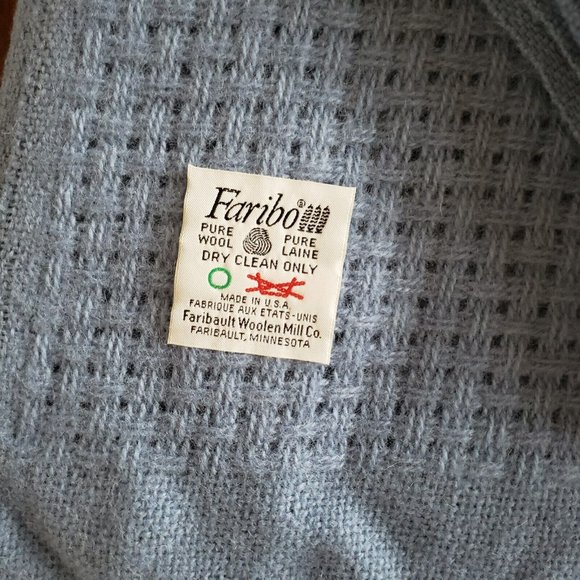 Faribo®
PURE WOOL PURE LAINE
DRY CLEAN ONLY
MADE IN U.S.A.
FABRIQUE AUX ETATS-UNIS
Faribault Woolen Mill Co.
FARIBAULT, MINNESOTA